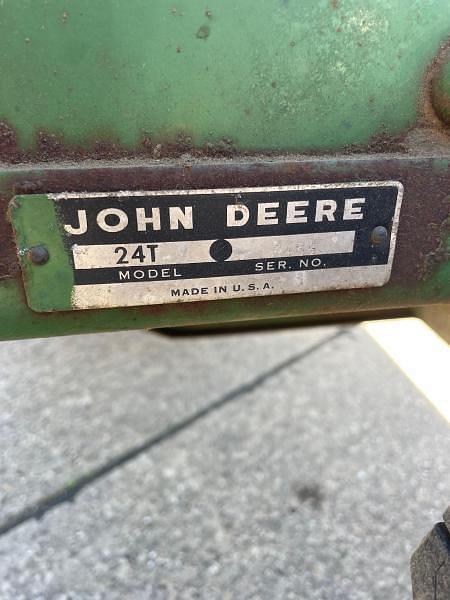 JOHN DEERE
24T
MODEL SER. NO.
MADE IN U.S.A.